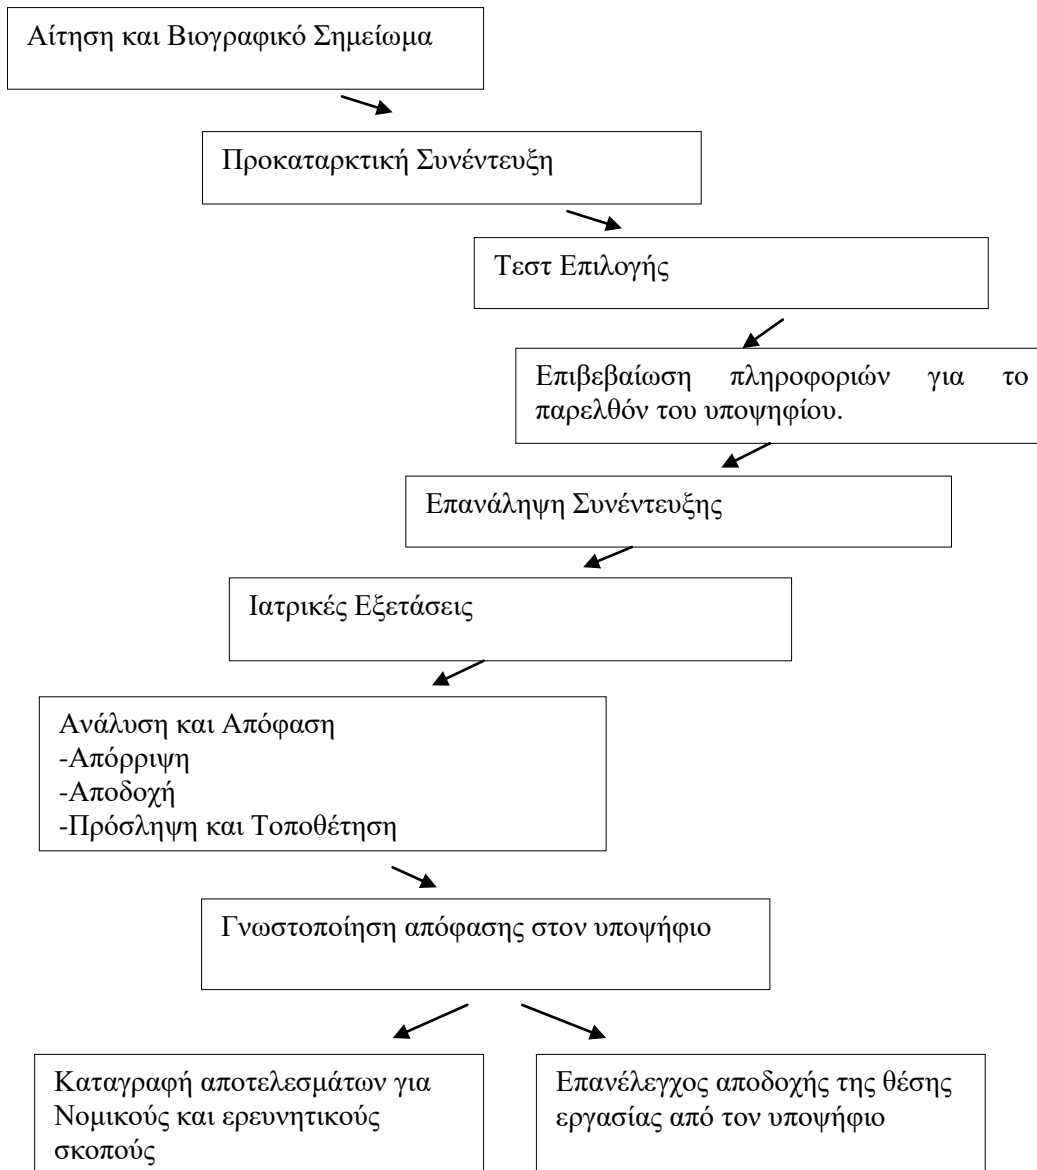 Αίτηση και Βιογραφικό Σημείωμα
Προκαταρκτική Συνέντευξη
Τεστ Επιλογής
Επιβεβαίωση πληροφοριών για το
παρελθόν του υποψηφίου.
Επανάληψη Συνέντευξης
Ιατρικές Εξετάσεις
Ανάλυση και Απόφαση
-Απόρριψη
-Αποδοχή
-Πρόσληψη και Τοποθέτηση
Γνωστοποίηση απόφασης στον υποψήφιο
Καταγραφή αποτελεσμάτων για
Νομικούς και ερευνητικούς
σκοπούς
Επανέλεγχος αποδοχής της θέσης
εργασίας από τον υποψήφιο